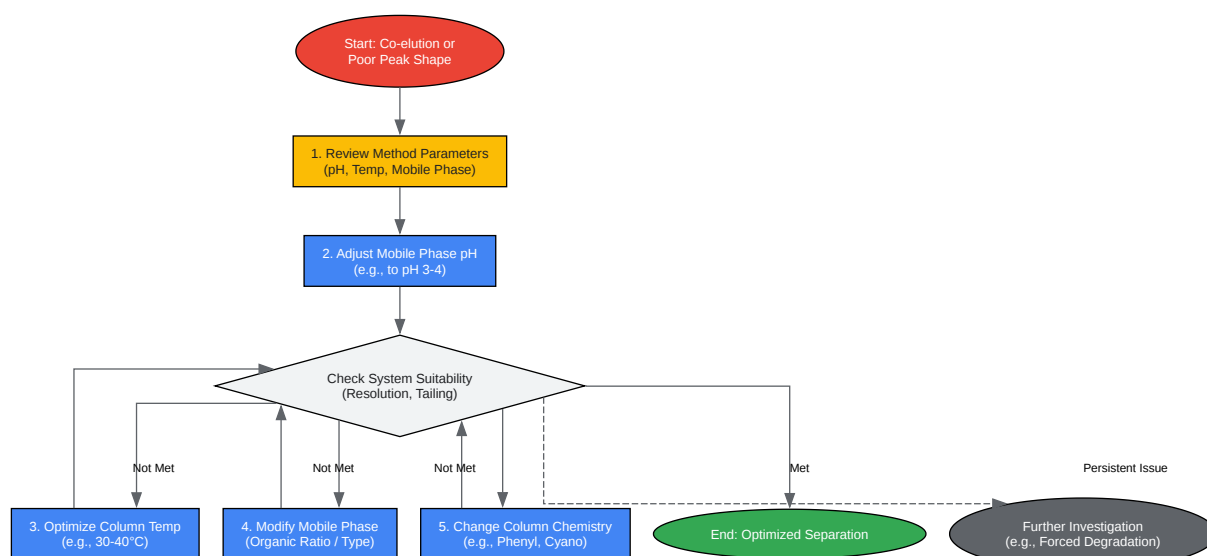 Start: Co-elution or
Poor Peak Shape
1. Review Method Parameters
(pH, Temp, Mobile Phase)
2. Adjust Mobile Phase pH
(e.g., to pH 3-4)
Check System Suitability
(Resolution, Tailing)
Not Met
Not Met
Not Met
Met
Persistent Issue
3. Optimize Column Temp
(e.g., 30-40°C)
4. Modify Mobile Phase
(Organic Ratio / Type)
5. Change Column Chemistry
(e.g., Phenyl, Cyano)
End: Optimized Separation
Further Investigation
(e.g., Forced Degradation)